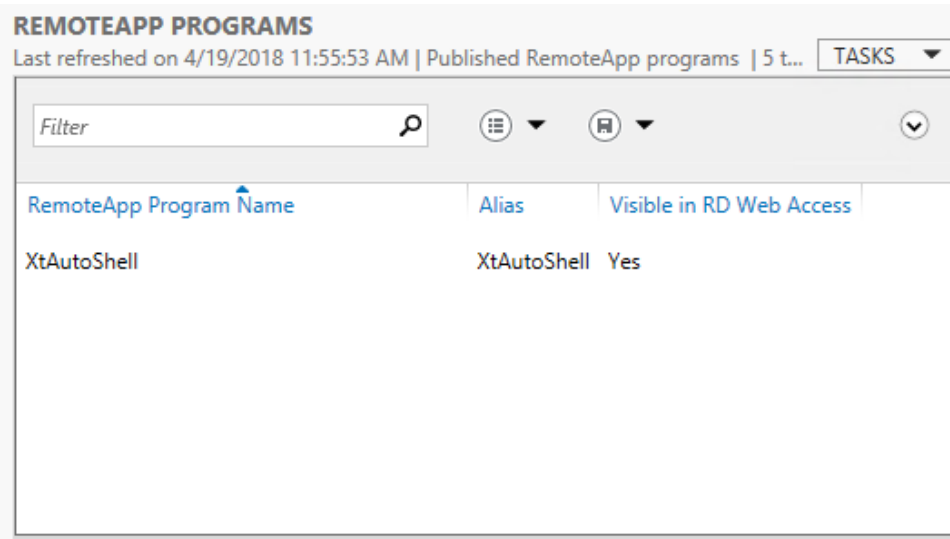 REMOTEAPP PROGRAMS
Last refreshed on 4/19/2018 11:55:53 AM | Published RemoteApp programs | 5 t... TASKS
Filter
RemoteApp Program Name Alias Visible in RD Web Access
XtAutoShell XtAutoShell Yes